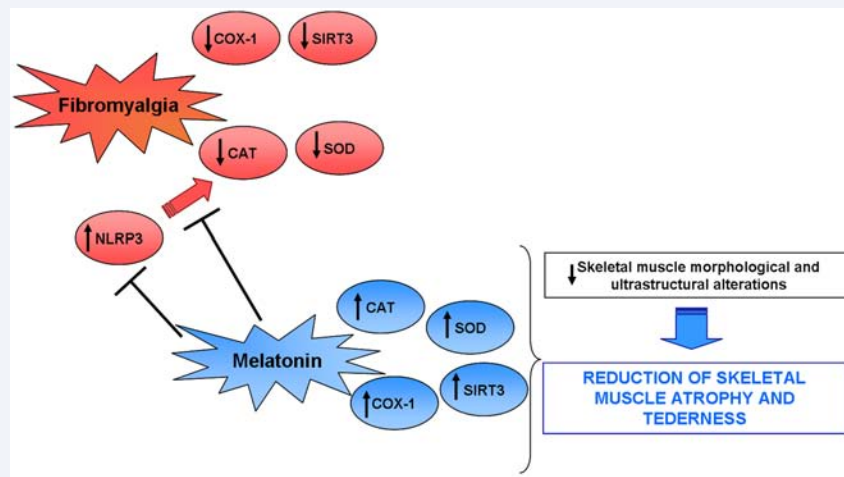 ↓COX-1
↓SIRT3
Fibromyalgia
↓CAT
↓SOD
↑NLRP3
↑CAT
↑SOD
Melatonin
↑COX-1
↑SIRT3
↓Skeletal muscle morphological and
ultrastructural alterations
REDUCTION OF SKELETAL
MUSCLE ATROPHY AND
TEDERNESS